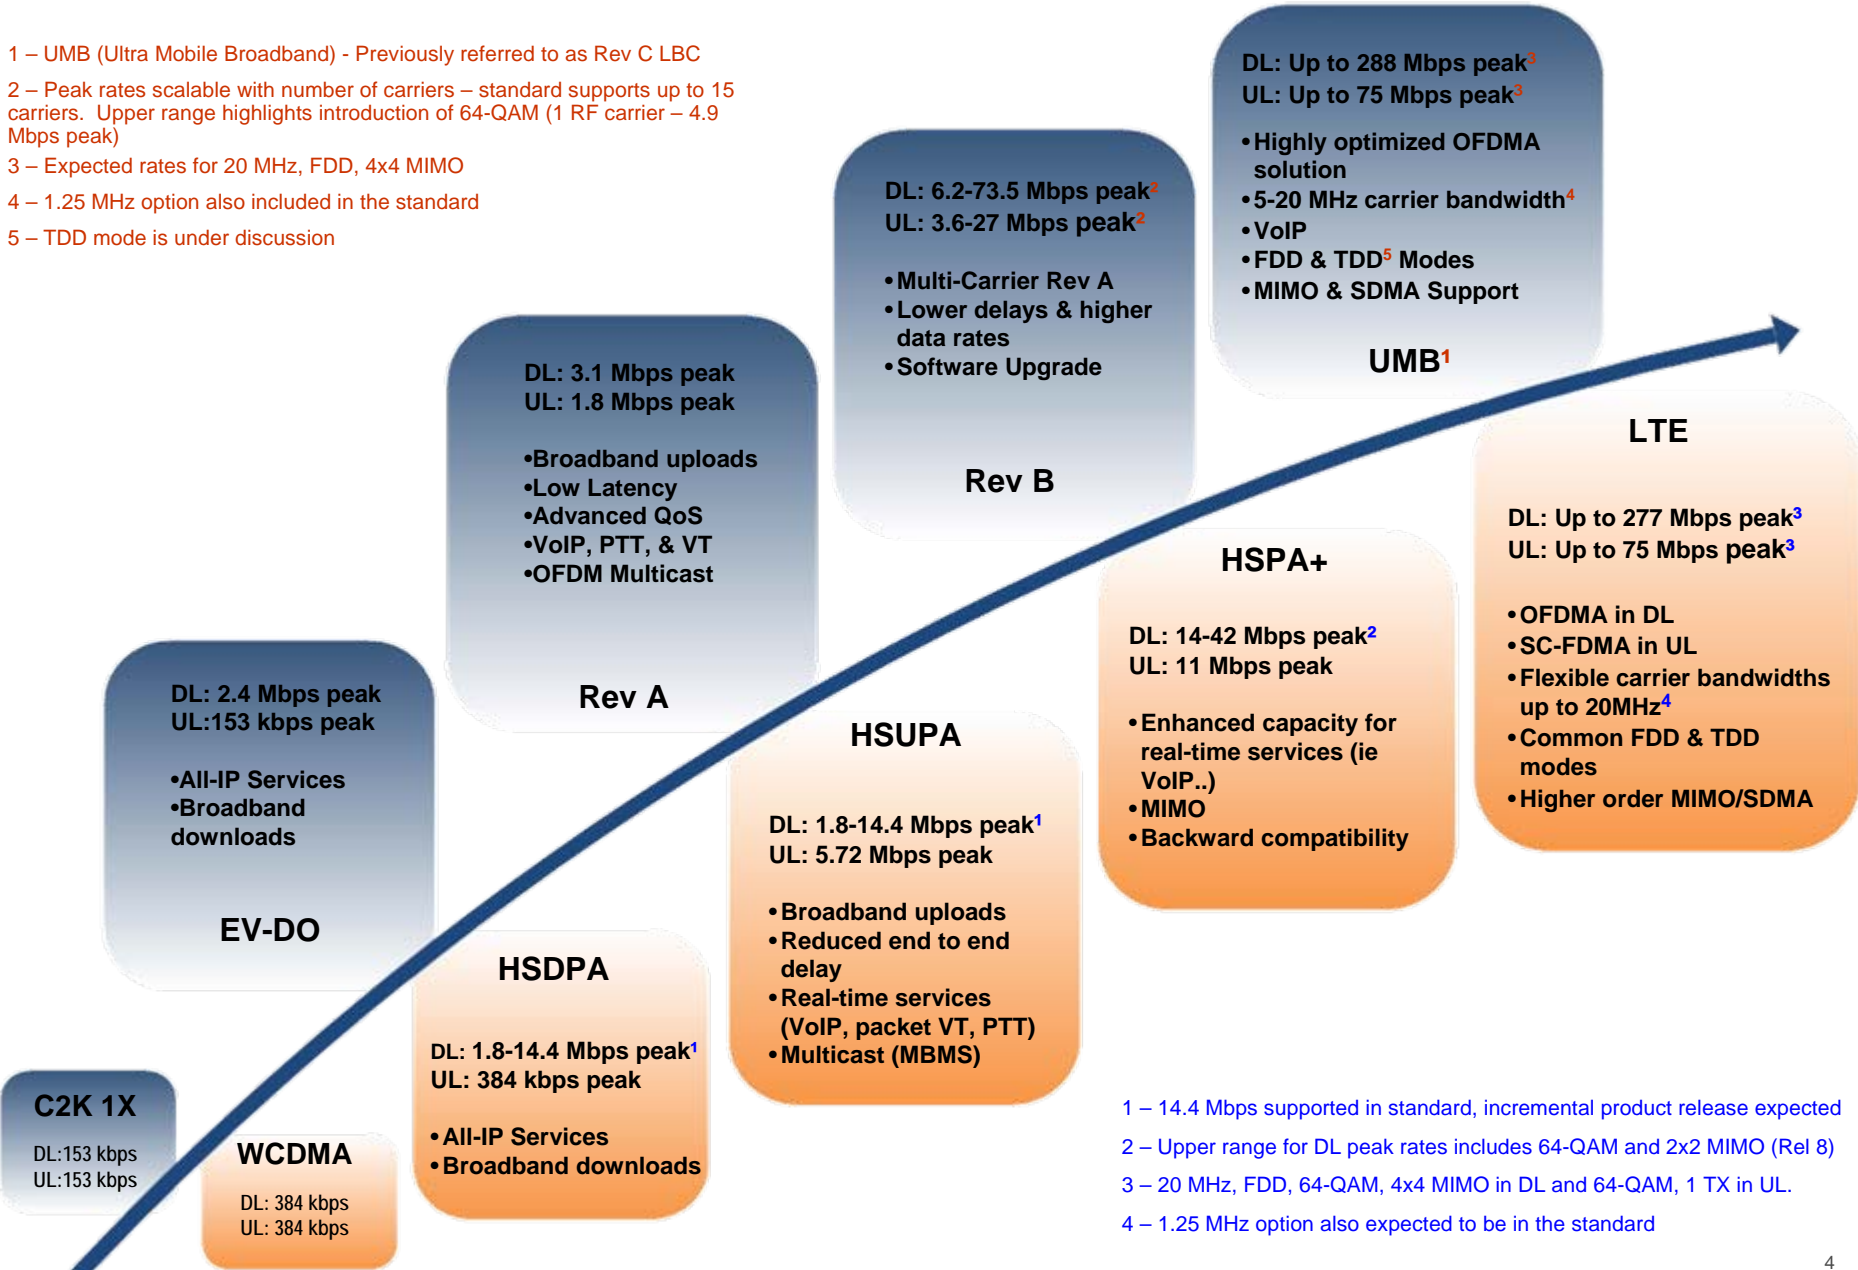 1 – UMB (Ultra Mobile Broadband) - Previously referred to as Rev C LBC
2 – Peak rates scalable with number of carriers – standard supports up to 15
carriers.  Upper range highlights introduction of 64-QAM (1 RF carrier – 4.9
Mbps peak)
3 – Expected rates for 20 MHz, FDD, 4x4 MIMO
4 – 1.25 MHz option also included in the standard
5 – TDD mode is under discussion
DL: Up to 288 Mbps peak³
UL: Up to 75 Mbps peak³
•Highly optimized OFDMA
solution
•5-20 MHz carrier bandwidth⁴
•VoIP
•FDD & TDD⁵ Modes
•MIMO & SDMA Support
UMB¹
DL: 6.2-73.5 Mbps peak²
UL: 3.6-27 Mbps peak²
•Multi-Carrier Rev A
•Lower delays & higher
data rates
•Software Upgrade
Rev B
DL: 3.1 Mbps peak
UL: 1.8 Mbps peak
•Broadband uploads
•Low Latency
•Advanced QoS
•VoIP, PTT, & VT
•OFDM Multicast
Rev A
DL: 2.4 Mbps peak
UL:153 kbps peak
•All-IP Services
•Broadband
downloads
EV-DO
C2K 1X
DL:153 kbps
UL:153 kbps
WCDMA
DL: 384 kbps
UL: 384 kbps
HSDPA
DL: 1.8-14.4 Mbps peak¹
UL: 384 kbps peak
•All-IP Services
•Broadband downloads
HSUPA
DL: 1.8-14.4 Mbps peak¹
UL: 5.72 Mbps peak
•Broadband uploads
•Reduced end to end
delay
•Real-time services
(VoIP, packet VT, PTT)
•Multicast (MBMS)
HSPA+
DL: 14-42 Mbps peak²
UL: 11 Mbps peak
•Enhanced capacity for
real-time services (ie
VoIP..)
•MIMO
•Backward compatibility
LTE
DL: Up to 277 Mbps peak³
UL: Up to 75 Mbps peak³
•OFDMA in DL
•SC-FDMA in UL
•Flexible carrier bandwidths
up to 20MHz⁴
•Common FDD & TDD
modes
•Higher order MIMO/SDMA
1 – 14.4 Mbps supported in standard, incremental product release expected
2 – Upper range for DL peak rates includes 64-QAM and 2x2 MIMO (Rel 8)
3 – 20 MHz, FDD, 64-QAM, 4x4 MIMO in DL and 64-QAM, 1 TX in UL.
4 – 1.25 MHz option also expected to be in the standard
4